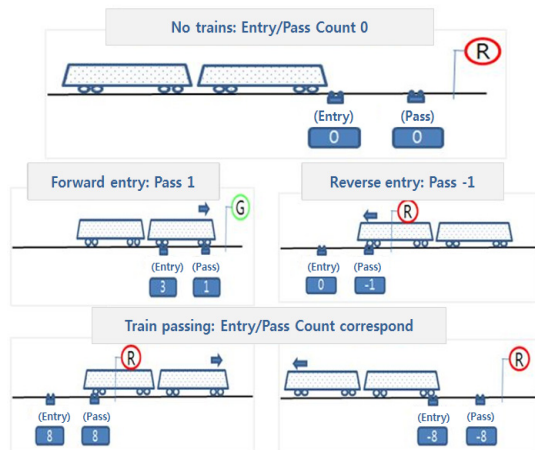 No trains: Entry/Pass Count 0
R
(Entry) (Pass)
0 0
Forward entry: Pass 1
G
(Entry) (Pass)
3 1
Reverse entry: Pass -1
R
(Entry) (Pass)
0 -1
Train passing: Entry/Pass Count correspond
R
(Entry) (Pass)
8 8
R
(Entry) (Pass)
-8 -8